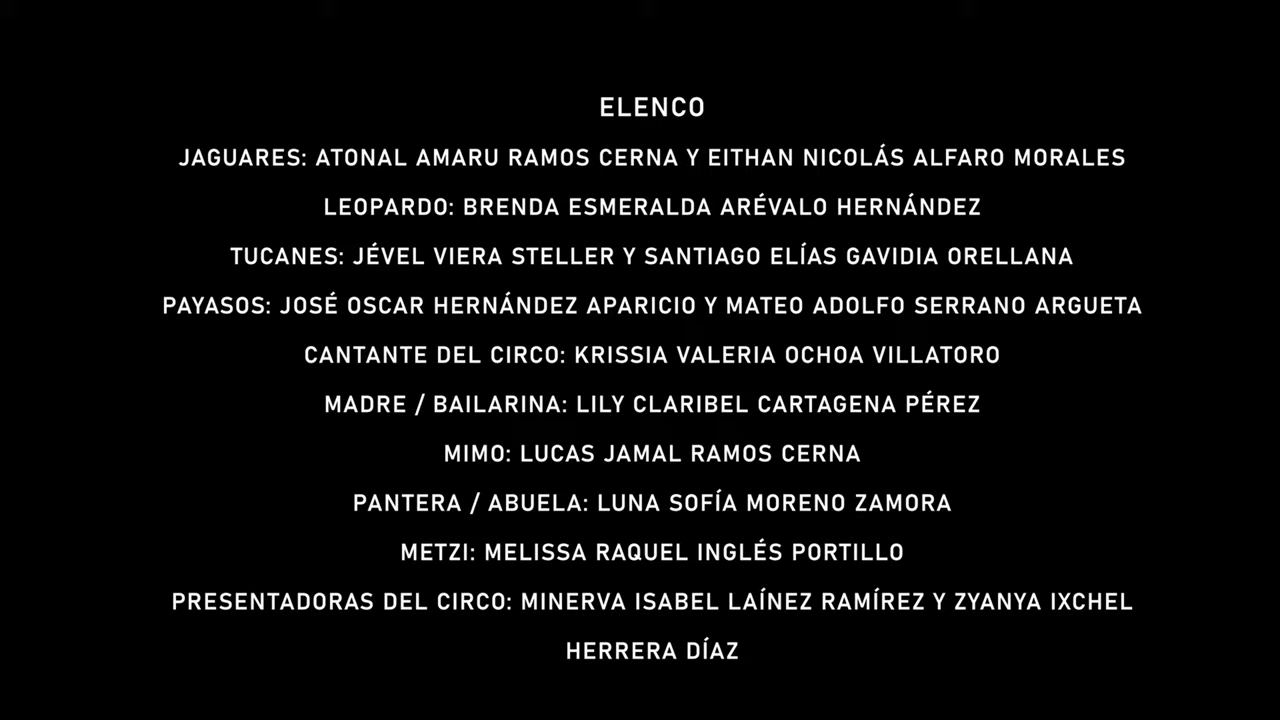 ELENCO
JAGUARES: ATONAL AMARU RAMOS CERNA Y EITHAN NICOLÁS ALFARO MORALES
LEOPARDO: BRENDA ESMERALDA ARÉVALO HERNÁNDEZ
TUCANES: JÉVEL VIERA STELLER Y SANTIAGO ELÍAS GAVIDIA ORELLANA
PAYASOS: JOSÉ OSCAR HERNÁNDEZ APARICIO Y MATEO ADOLFO SERRANO ARGUETA
CANTANTE DEL CIRCO: KRISSIA VALERIA OCHOA VILLATORO
MADRE / BAILARINA: LILY CLARIBEL CARTAGENA PÉREZ
MIMO: LUCAS JAMAL RAMOS CERNA
PANTERA / ABUELA: LUNA SOFÍA MORENO ZAMORA
METZI: MELISSA RAQUEL INGLÉS PORTILLO
PRESENTADORAS DEL CIRCO: MINERVA ISABEL LAÍNEZ RAMÍREZ Y ZYANYA IXCHEL
HERRERA DÍAZ